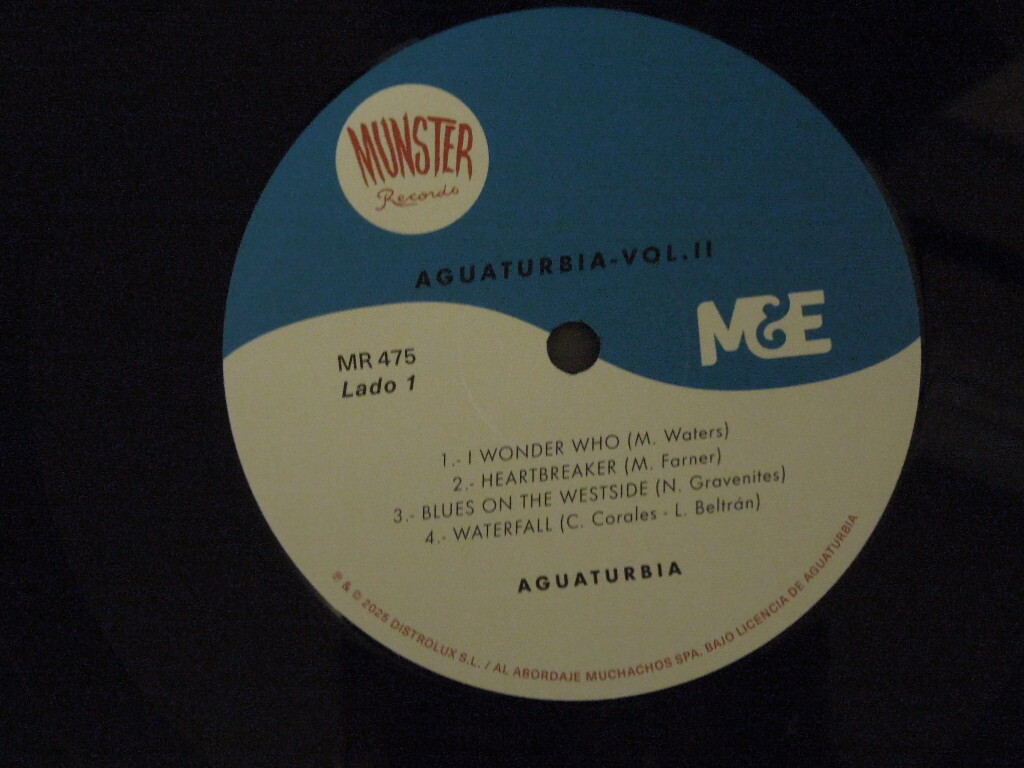 MUNSTER
Records
AGUATURBIA-VOL.II
M&E
MR 475
Lado 1
1.- I WONDER WHO (M. Waters)
2.- HEARTBREAKER (M. Farner)
3.- BLUES ON THE WESTSIDE (N. Gravenites)
4.- WATERFALL (C. Corales - L. Beltrán)
AGUATURBIA
℗ & © 2025 DISTROLUX S.L. / AL ABORDAJE MUCHACHOS SPA. BAJO LICENCIA DE AGUATURBIA